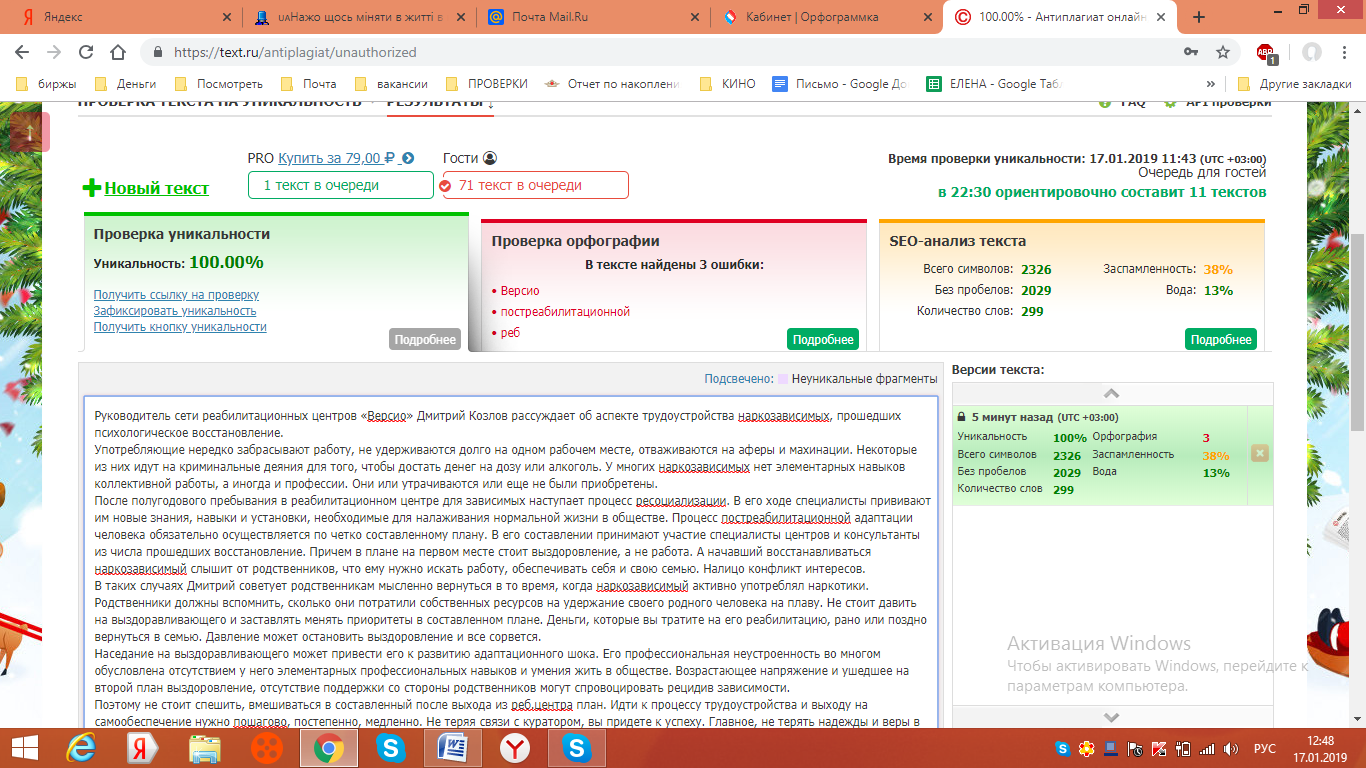 Яндекс
UAНажо щось міняти в житті в
Почта Mail.Ru
Кабинет | Орфограммка
100.00% - Антиплагиат онлайн
https://text.ru/antiplagiat/unauthorized
ABP
1
биржы
Деньги
Посмотреть
Почта
вакансии
ПРОВЕРКИ
Отчет по накоплени
КИНО
Письмо - Google До
ЕЛЕНА - Google Табл
»
Другие закладки
ПРОВЕРКА ТЕКСТА НА УНИКАЛЬНОСТЬ
РЕЗУЛЬТАТЫ
FAQ
API проверки
PRO Купить за 79,00 ₽
Гости
Время проверки уникальности: 17.01.2019 11:43 (UTC +03:00)
Очередь для гостей
Новый текст
1 текст в очереди
71 текст в очереди
в 22:30 ориентировочно составит 11 текстов
Проверка уникальности
Уникальность: 100.00%
Получить ссылку на проверку
Зафиксировать уникальность
Получить кнопку уникальности
Подробнее
Проверка орфографии
В тексте найдены 3 ошибки:
• Версио
• постреабилитационной
• реб
Подробнее
SEO-анализ текста
Всего символов: 2326 Заспамленность: 38%
Без пробелов: 2029 Вода: 13%
Количество слов: 299
Подробнее
Подсвечено: Неуникальные фрагменты
Руководитель сети реабилитационных центров «Версио» Дмитрий Козлов рассуждает об аспекте трудоустройства наркозависимых, прошедших
психологическое восстановление.
Употребляющие нередко забрасывают работу, не удерживаются долго на одном рабочем месте, отваживаются на аферы и махинации. Некоторые
из них идут на криминальные деяния для того, чтобы достать денег на дозу или алкоголь. У многих наркозависимых нет элементарных навыков
коллективной работы, а иногда и профессии. Они или утрачиваются или еще не были приобретены.
После полугодового пребывания в реабилитационном центре для зависимых наступает процесс ресоциализации. В его ходе специалисты прививают
им новые знания, навыки и установки, необходимые для налаживания нормальной жизни в обществе. Процесс постреабилитационной адаптации
человека обязательно осуществляется по четко составленному плану. В его составлении принимают участие специалисты центров и консультанты
из числа прошедших восстановление. Причем в плане на первом месте стоит выздоровление, а не работа. А начавший восстанавливаться
наркозависимый слышит от родственников, что ему нужно искать работу, обеспечивать себя и свою семью. Налицо конфликт интересов.
В таких случаях Дмитрий советует родственникам мысленно вернуться в то время, когда наркозависимый активно употреблял наркотики.
Родственники должны вспомнить, сколько они потратили собственных ресурсов на удержание своего родного человека на плаву. Не стоит давить
на выздоравливающего и заставлять менять приоритеты в составленном плане. Деньги, которые вы тратите на его реабилитацию, рано или поздно
вернуться в семью. Давление может остановить выздоровление и все сорвется.
Наседание на выздоравливающего может привести его к развитию адаптационного шока. Его профессиональная неустроенность во многом
обусловлена отсутствием у него элементарных профессиональных навыков и умения жить в обществе. Возрастающее напряжение и ушедшее на
второй план выздоровление, отсутствие поддержки со стороны родственников могут спровоцировать рецидив зависимости.
Поэтому не стоит спешить, вмешиваться в составленный после выхода из реб.центра план. Идти к процессу трудоустройства и выходу на
самообеспечение нужно пошагово, постепенно, медленно. Не теряя связи с куратором, вы придете к успеху. Главное, не терять надежды и веры в
Версии текста:
5 минут назад (UTC +03:00)
Уникальность 100% Орфография 3
Всего символов 2326 Заспамленность 38%
Без пробелов 2029 Вода 13%
Количество слов 299
Активация Windows
Чтобы активировать Windows, перейдите к
параметрам компьютера.
РУС
12:48
17.01.2019